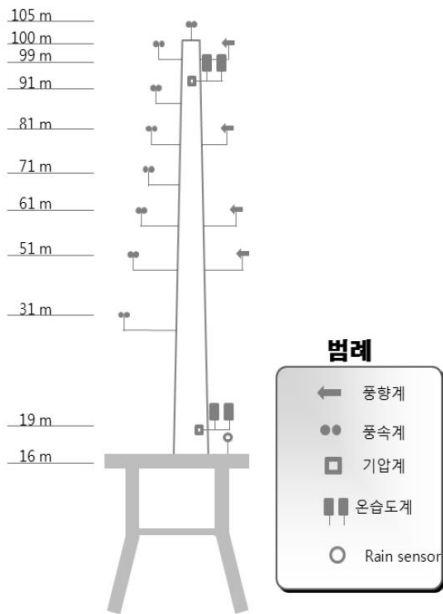 105 m
100 m
99 m
91 m
81 m
71 m
61 m
51 m
31 m
19 m
16 m
범례
풍향계
풍속계
기압계
온습도계
Rain sensor